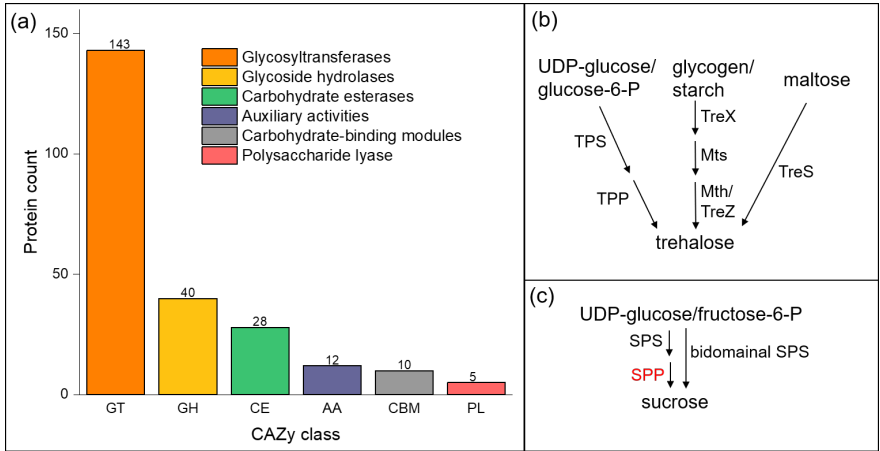 (a)
150
100
50
0
Protein count
143
40
28
12
10
5
Glycosyltransferases
Glycoside hydrolases
Carbohydrate esterases
Auxiliary activities
Carbohydrate-binding modules
Polysaccharide lyase
GT
GH
CE
AA
CBM
PL
CAZy class
(b)
UDP-glucose/
glucose-6-P
glycogen/
starch
maltose
TPS
TPP
TreX
Mts
Mth/
TreZ
TreS
trehalose
(c)
UDP-glucose/fructose-6-P
SPS
SPP
bidomainal SPS
sucrose